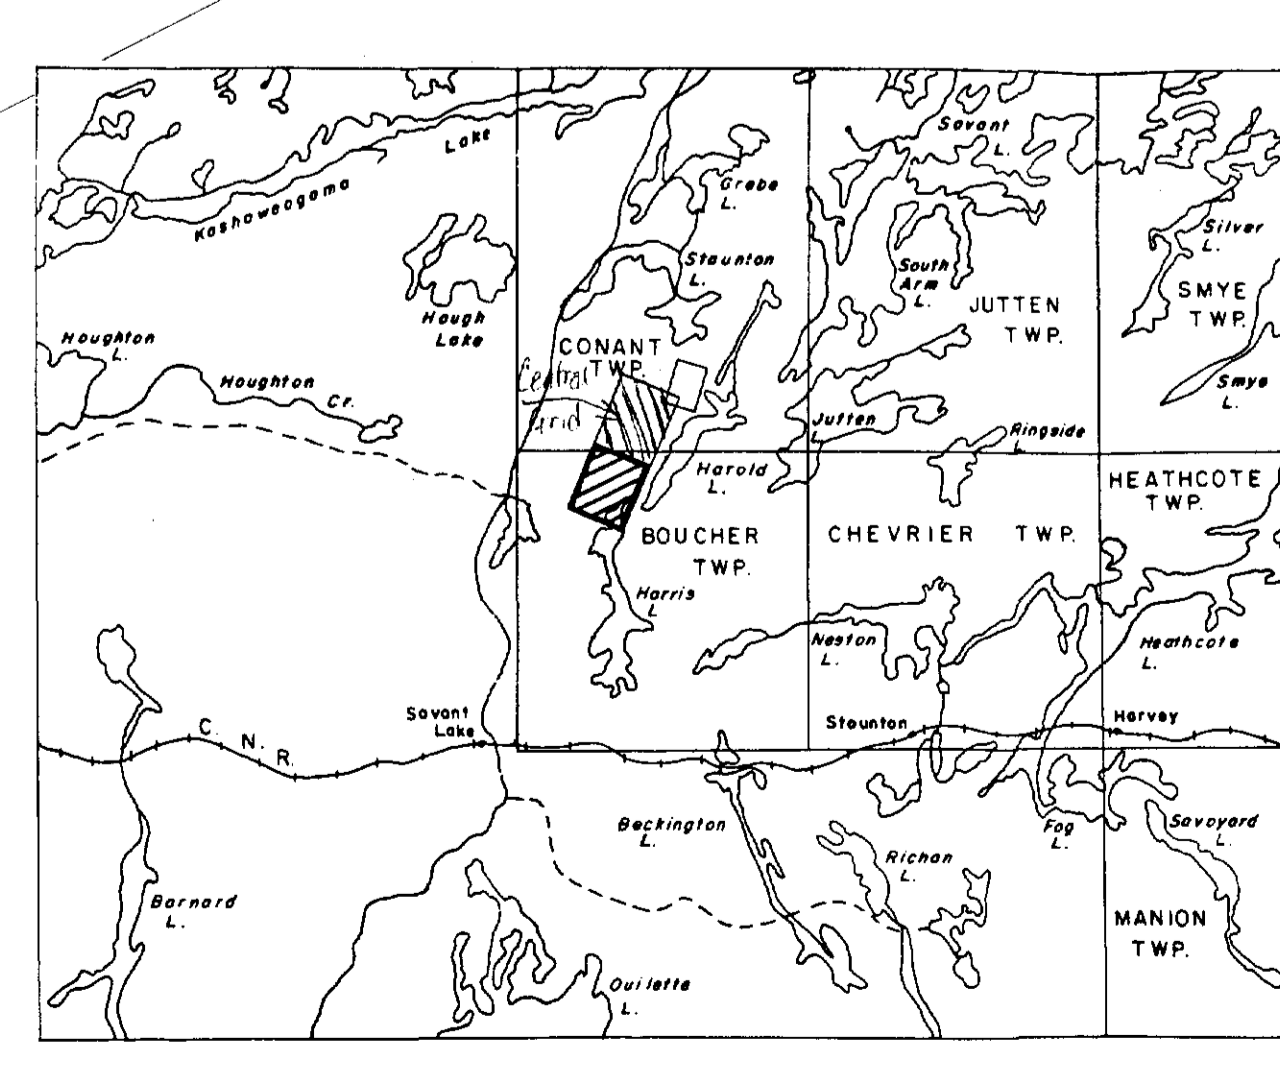 Savant
L.
Lake
Kashaweogama
Grebe
L.
Silver
L.
Staunton
L.
South
Arm
L.
SMYE
TWP.
JUTTEN
TWP.
Hough
Lake
Houghton
L.
CONANT
TWP.
Central
Grid
Houghton
Cr.
Smye
L.
Jutten
L.
Ringside
L
Harold
L.
HEATHCOTE
TWP.
BOUCHER
TWP.
CHEVRIER TWP.
Harris
L
Neston
L.
Heathcote
L.
Savant
Lake
C. N. R.
Staunton
Harvey
Beckington
L.
Fog
L.
Savoyard
L.
Richan
L.
Barnard
L.
MANION
TWP.
Ouilette
L.